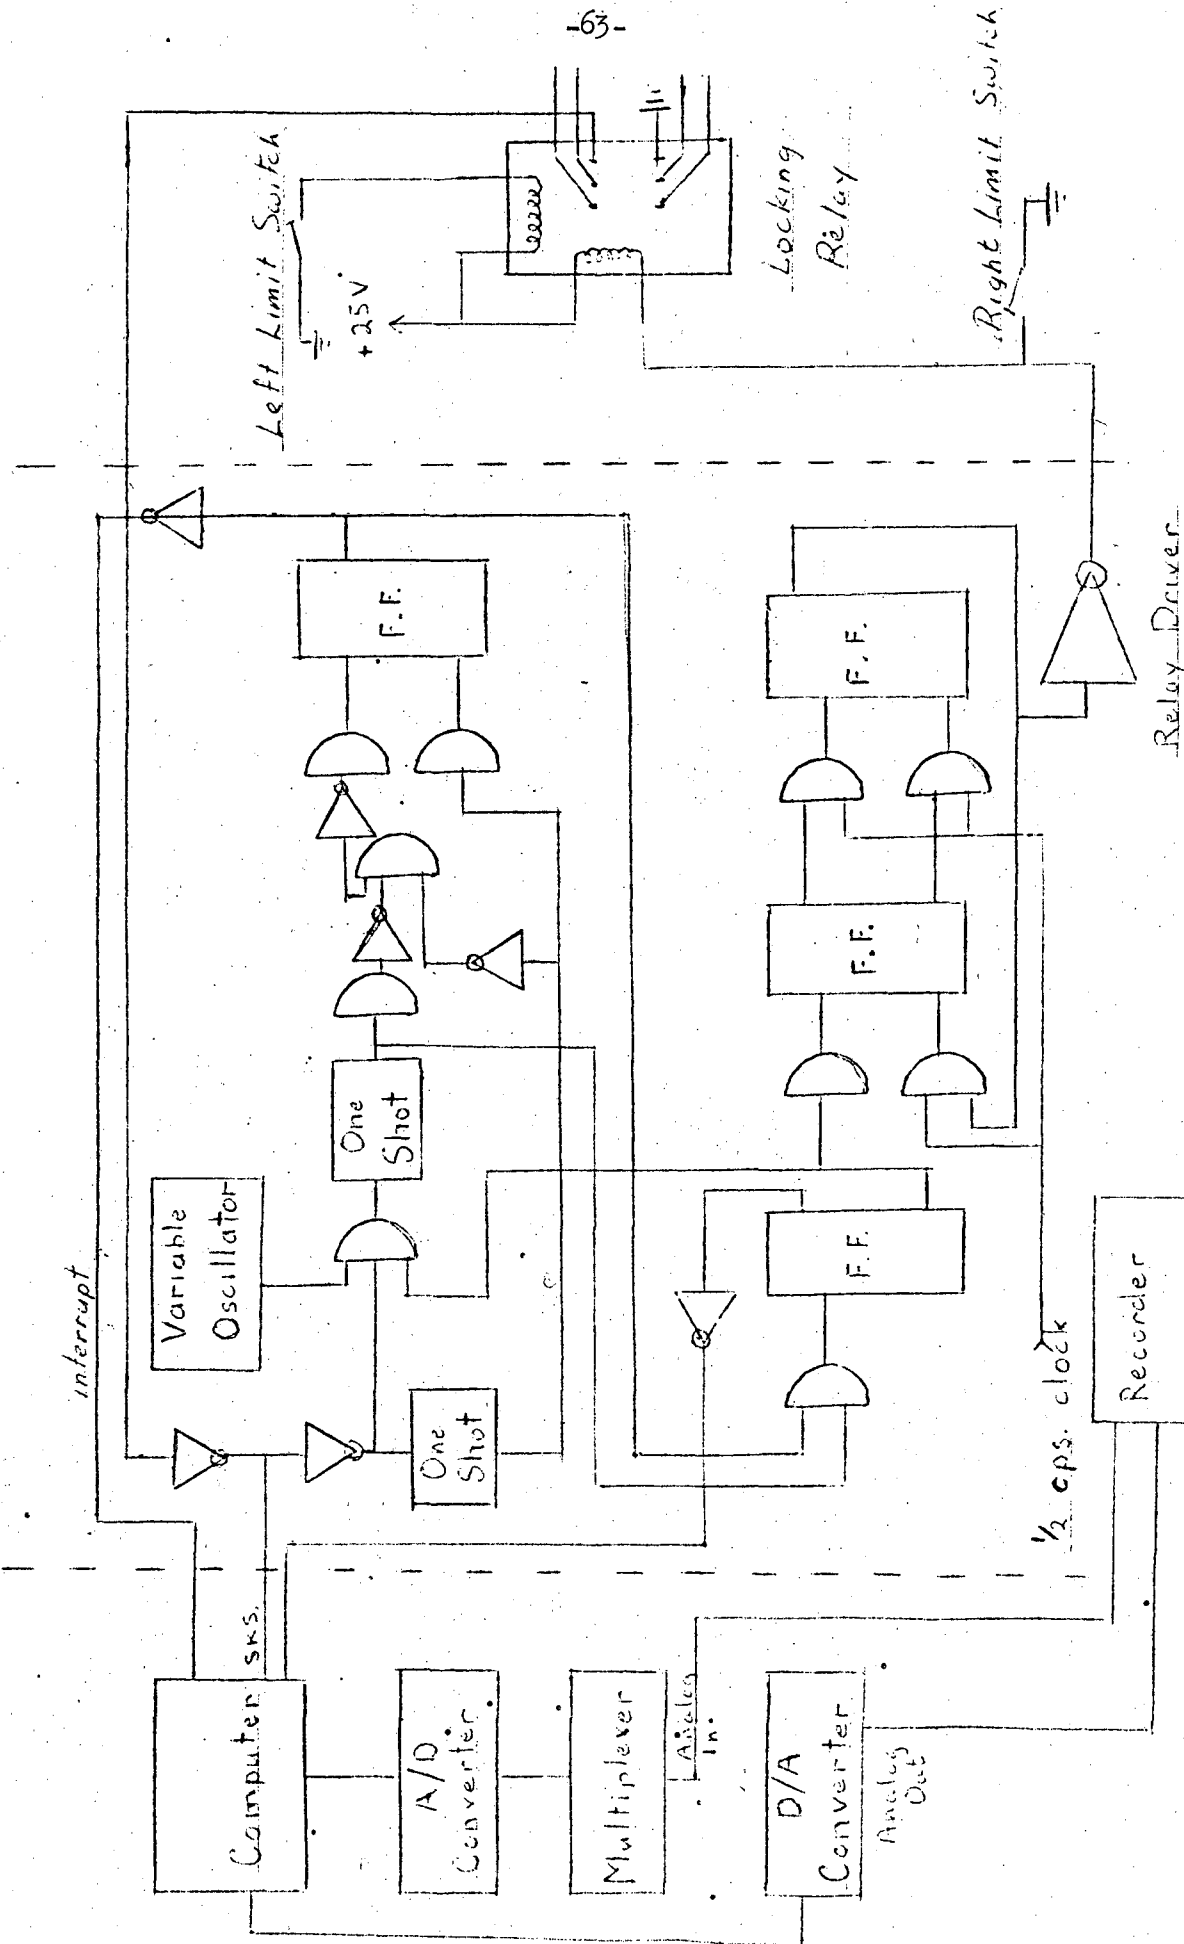 -63-
Computer
SKS.
A/D
Converter
Multiplexer
Analog
In.
D/A
Converter
Analog
Out
interrupt
Variable
Oscillator
One
Shot
One
Shot
F.F.
F.F.
F.F.
F.F.
1/2 cps. clock
Recorder
Relay Driver
Left Limit Switch
+25V
Locking
Relay
Right Limit Switch